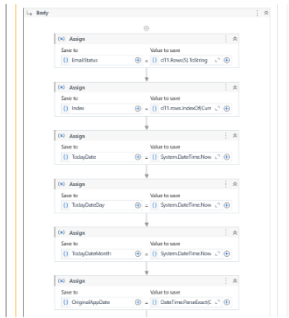 Body
Assign
Save to Value to save
EmailStatus = dT1.Rows(5).ToString
Assign
Save to Value to save
Index = dT1.rows.IndexOf(Curr
Assign
Save to Value to save
TodayDate = System.DateTime.Now
Assign
Save to Value to save
TodayDateDay = System.DateTime.Now
Assign
Save to Value to save
TodayDateMonth = System.DateTime.Now
Assign
Save to Value to save
OriginalAppDate = DateTime.ParseExact(C